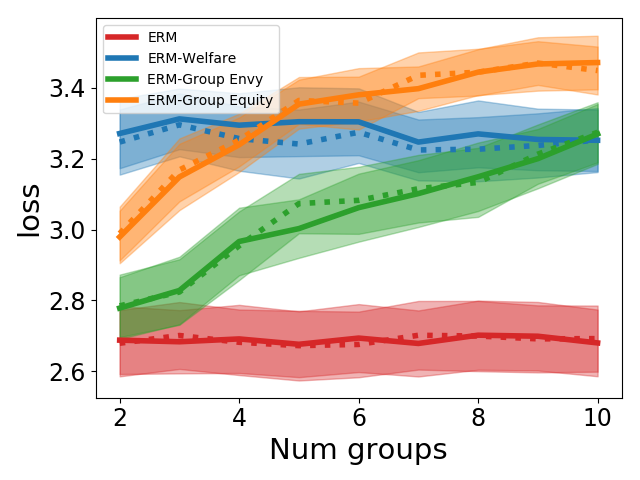 ERM
ERM-Welfare
ERM-Group Envy
ERM-Group Equity
3.4
3.2
3.0
2.8
2.6
loss
2 4 6 8 10
Num groups